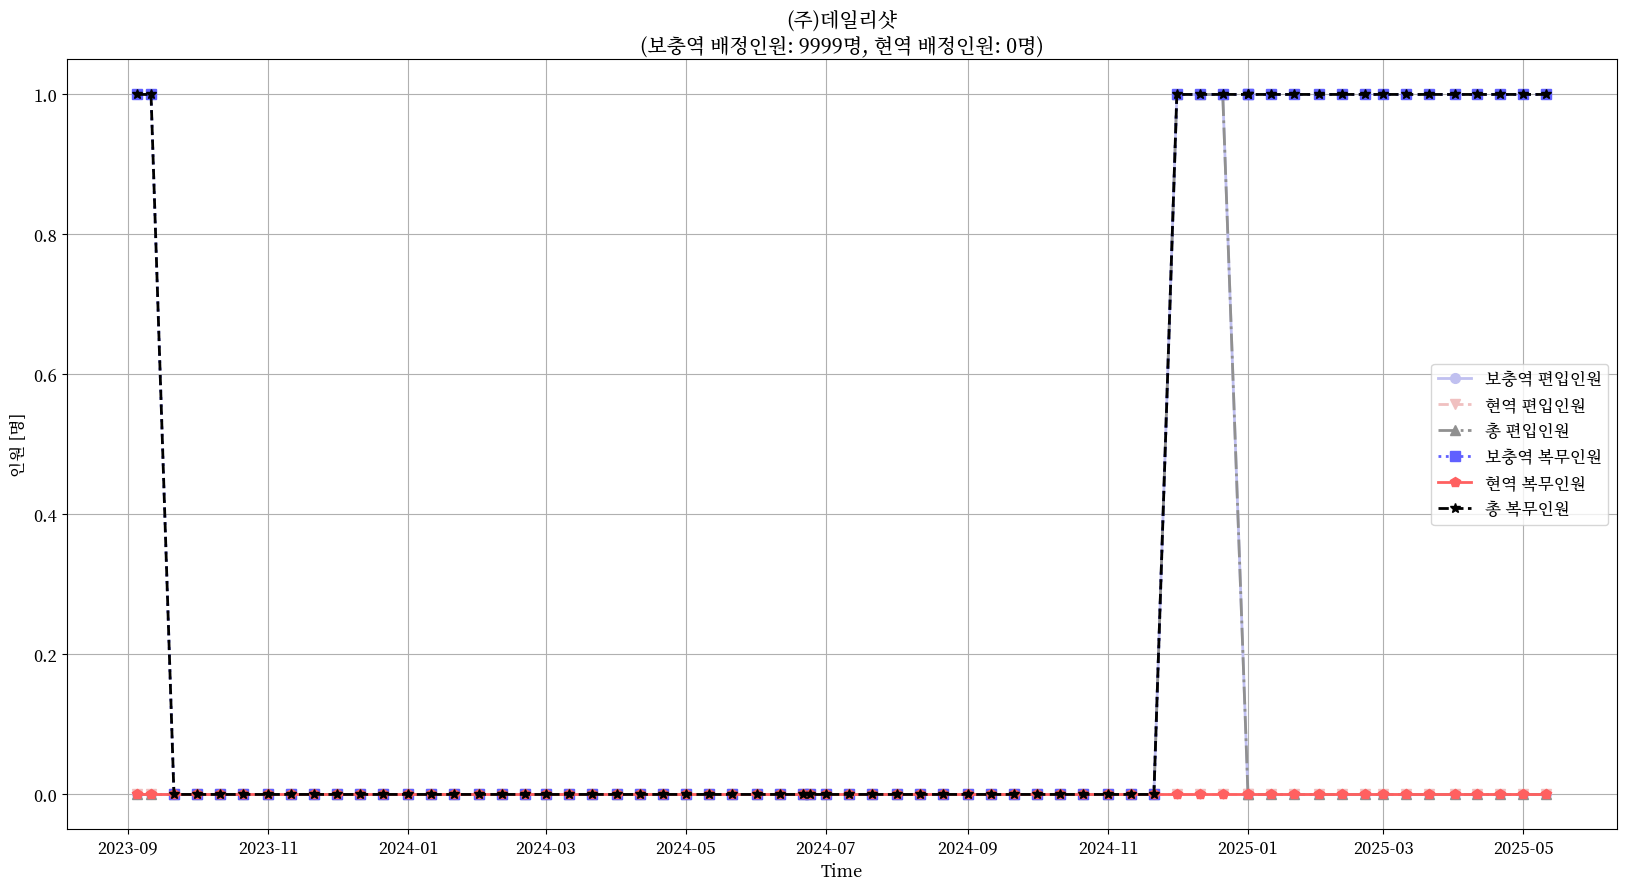 (주)데일리샷
(보충역 배정인원: 9999명, 현역 배정인원: 0명)
인원 [명]
1.0
0.8
0.6
0.4
0.2
0.0
보충역 편입인원
현역 편입인원
총 편입인원
보충역 복무인원
현역 복무인원
총 복무인원
2023-09
2023-11
2024-01
2024-03
2024-05
2024-07
2024-09
2024-11
2025-01
2025-03
2025-05
Time